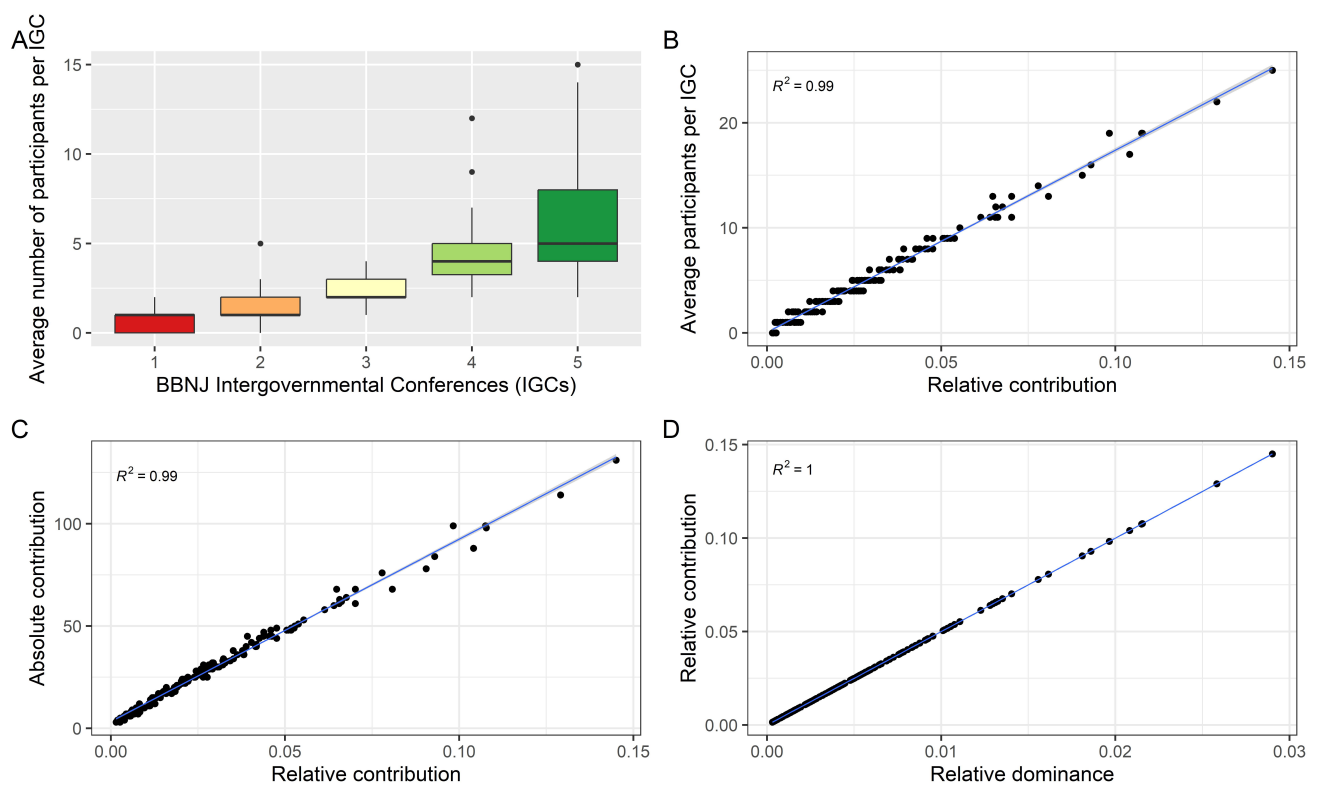 A
Average number of participants per IGC
15
10
5
0
1 2 3 4 5
BBNJ Intergovernmental Conferences (IGCs)
B
Average participants per IGC
R² = 0.99
20
10
0
0.00 0.05 0.10 0.15
Relative contribution
C
Absolute contribution
R² = 0.99
100
50
0
0.00 0.05 0.10 0.15
Relative contribution
D
Relative contribution
R² = 1
0.15
0.10
0.05
0.00
0.00 0.01 0.02 0.03
Relative dominance